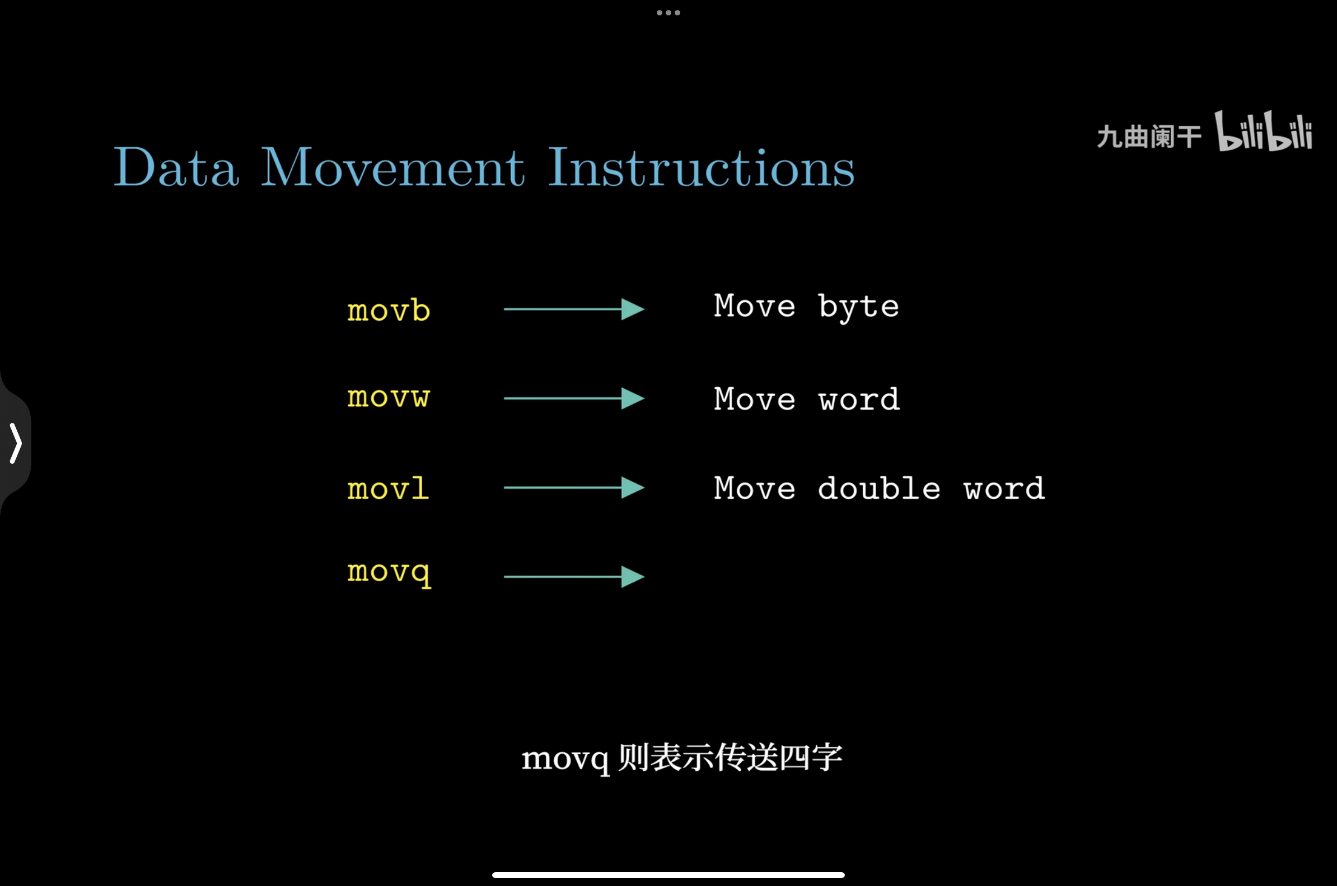 九曲阑干 bilibili
Data Movement Instructions
movb Move byte
movw Move word
movl Move double word
movq
movq 则表示传送四字